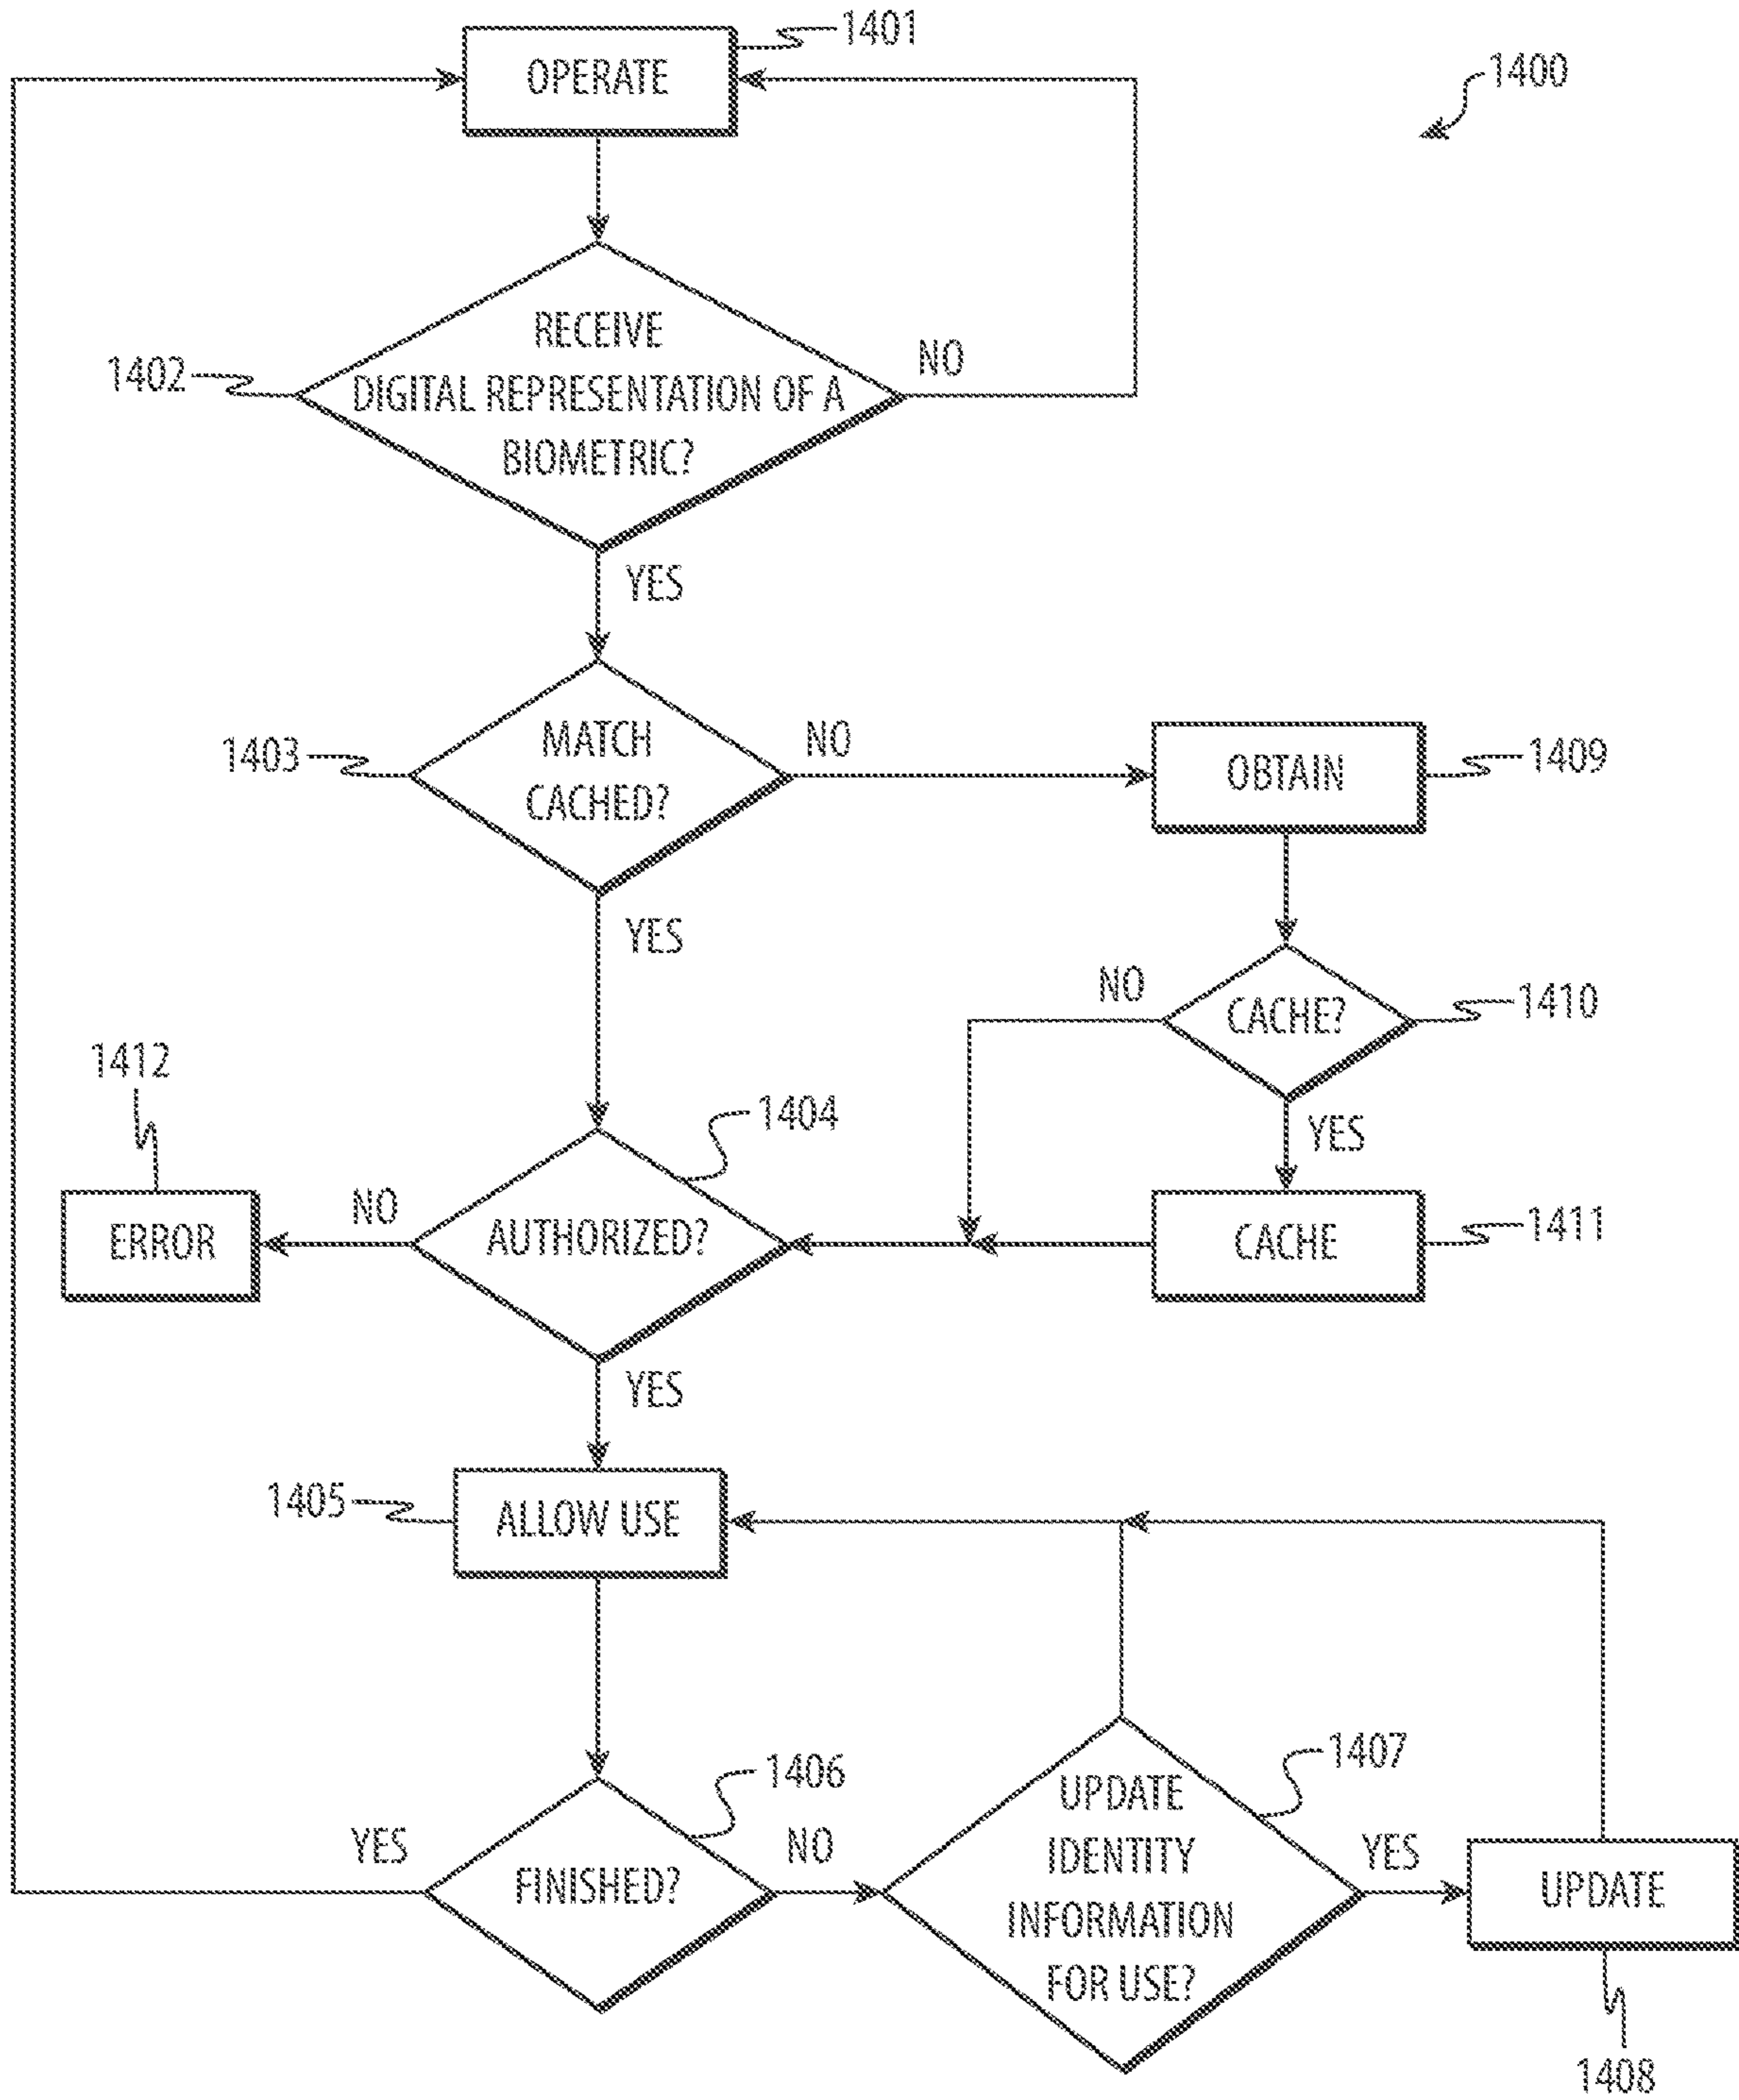 1401
OPERATE
1400
RECEIVE
DIGITAL REPRESENTATION OF A
BIOMETRIC?
1402
NO
YES
MATCH
CACHED?
1403
NO
OBTAIN
1409
YES
NO
CACHE?
1410
YES
1412
ERROR
NO
1404
AUTHORIZED?
CACHE
1411
YES
1405
ALLOW USE
1406
YES
FINISHED?
NO
1407
UPDATE
IDENTITY
INFORMATION
FOR USE?
YES
UPDATE
1408